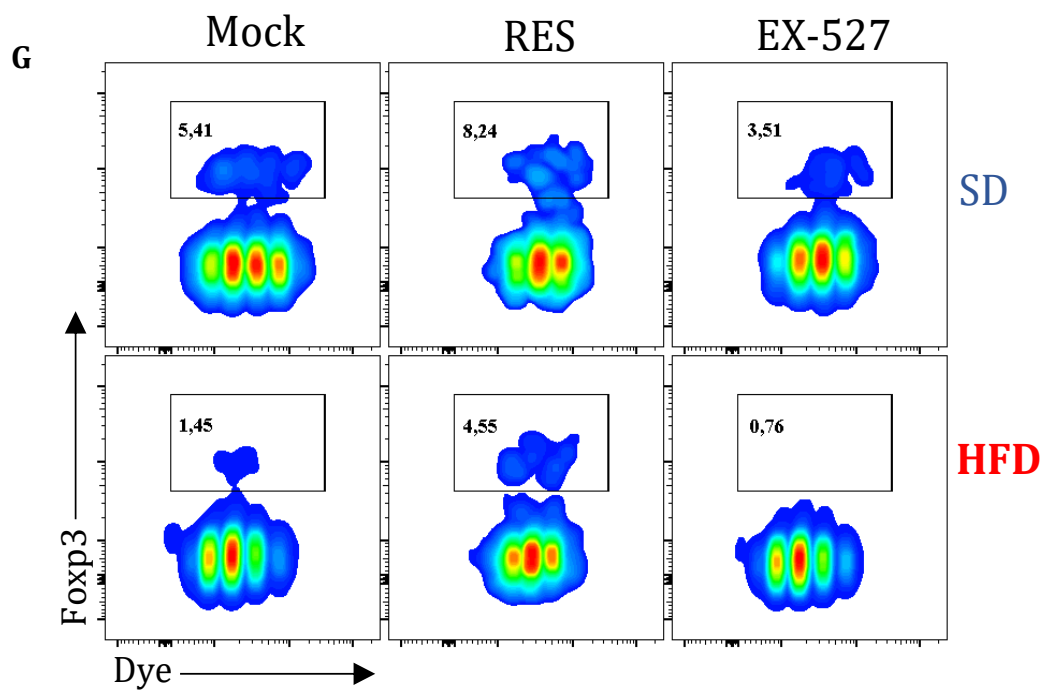 G
Mock
RES
EX-527
5,41
8,24
3,51
SD
1,45
4,55
0,76
HFD
Foxp3
Dye